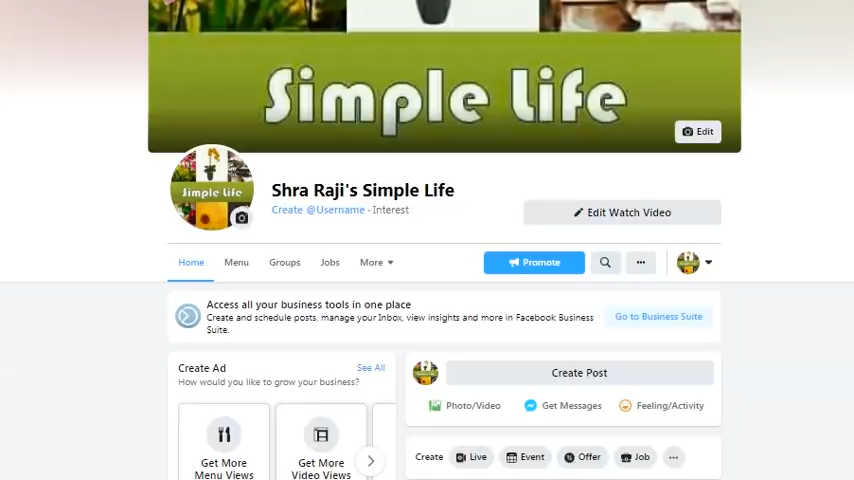 Simple Life
Edit
Simple Life
Shra Raji's Simple Life
Create @Username · Interest
Edit Watch Video
Home Menu Groups Jobs More
Promote
Access all your business tools in one place
Create and schedule posts, manage your Inbox, view insights and more in Facebook Business
Suite.
Go to Business Suite
Create Ad See All
How would you like to grow your business?
Get More
Menu Views
Get More
Video Views
Create Post
Photo/Video Get Messages Feeling/Activity
Create Live Event Offer Job